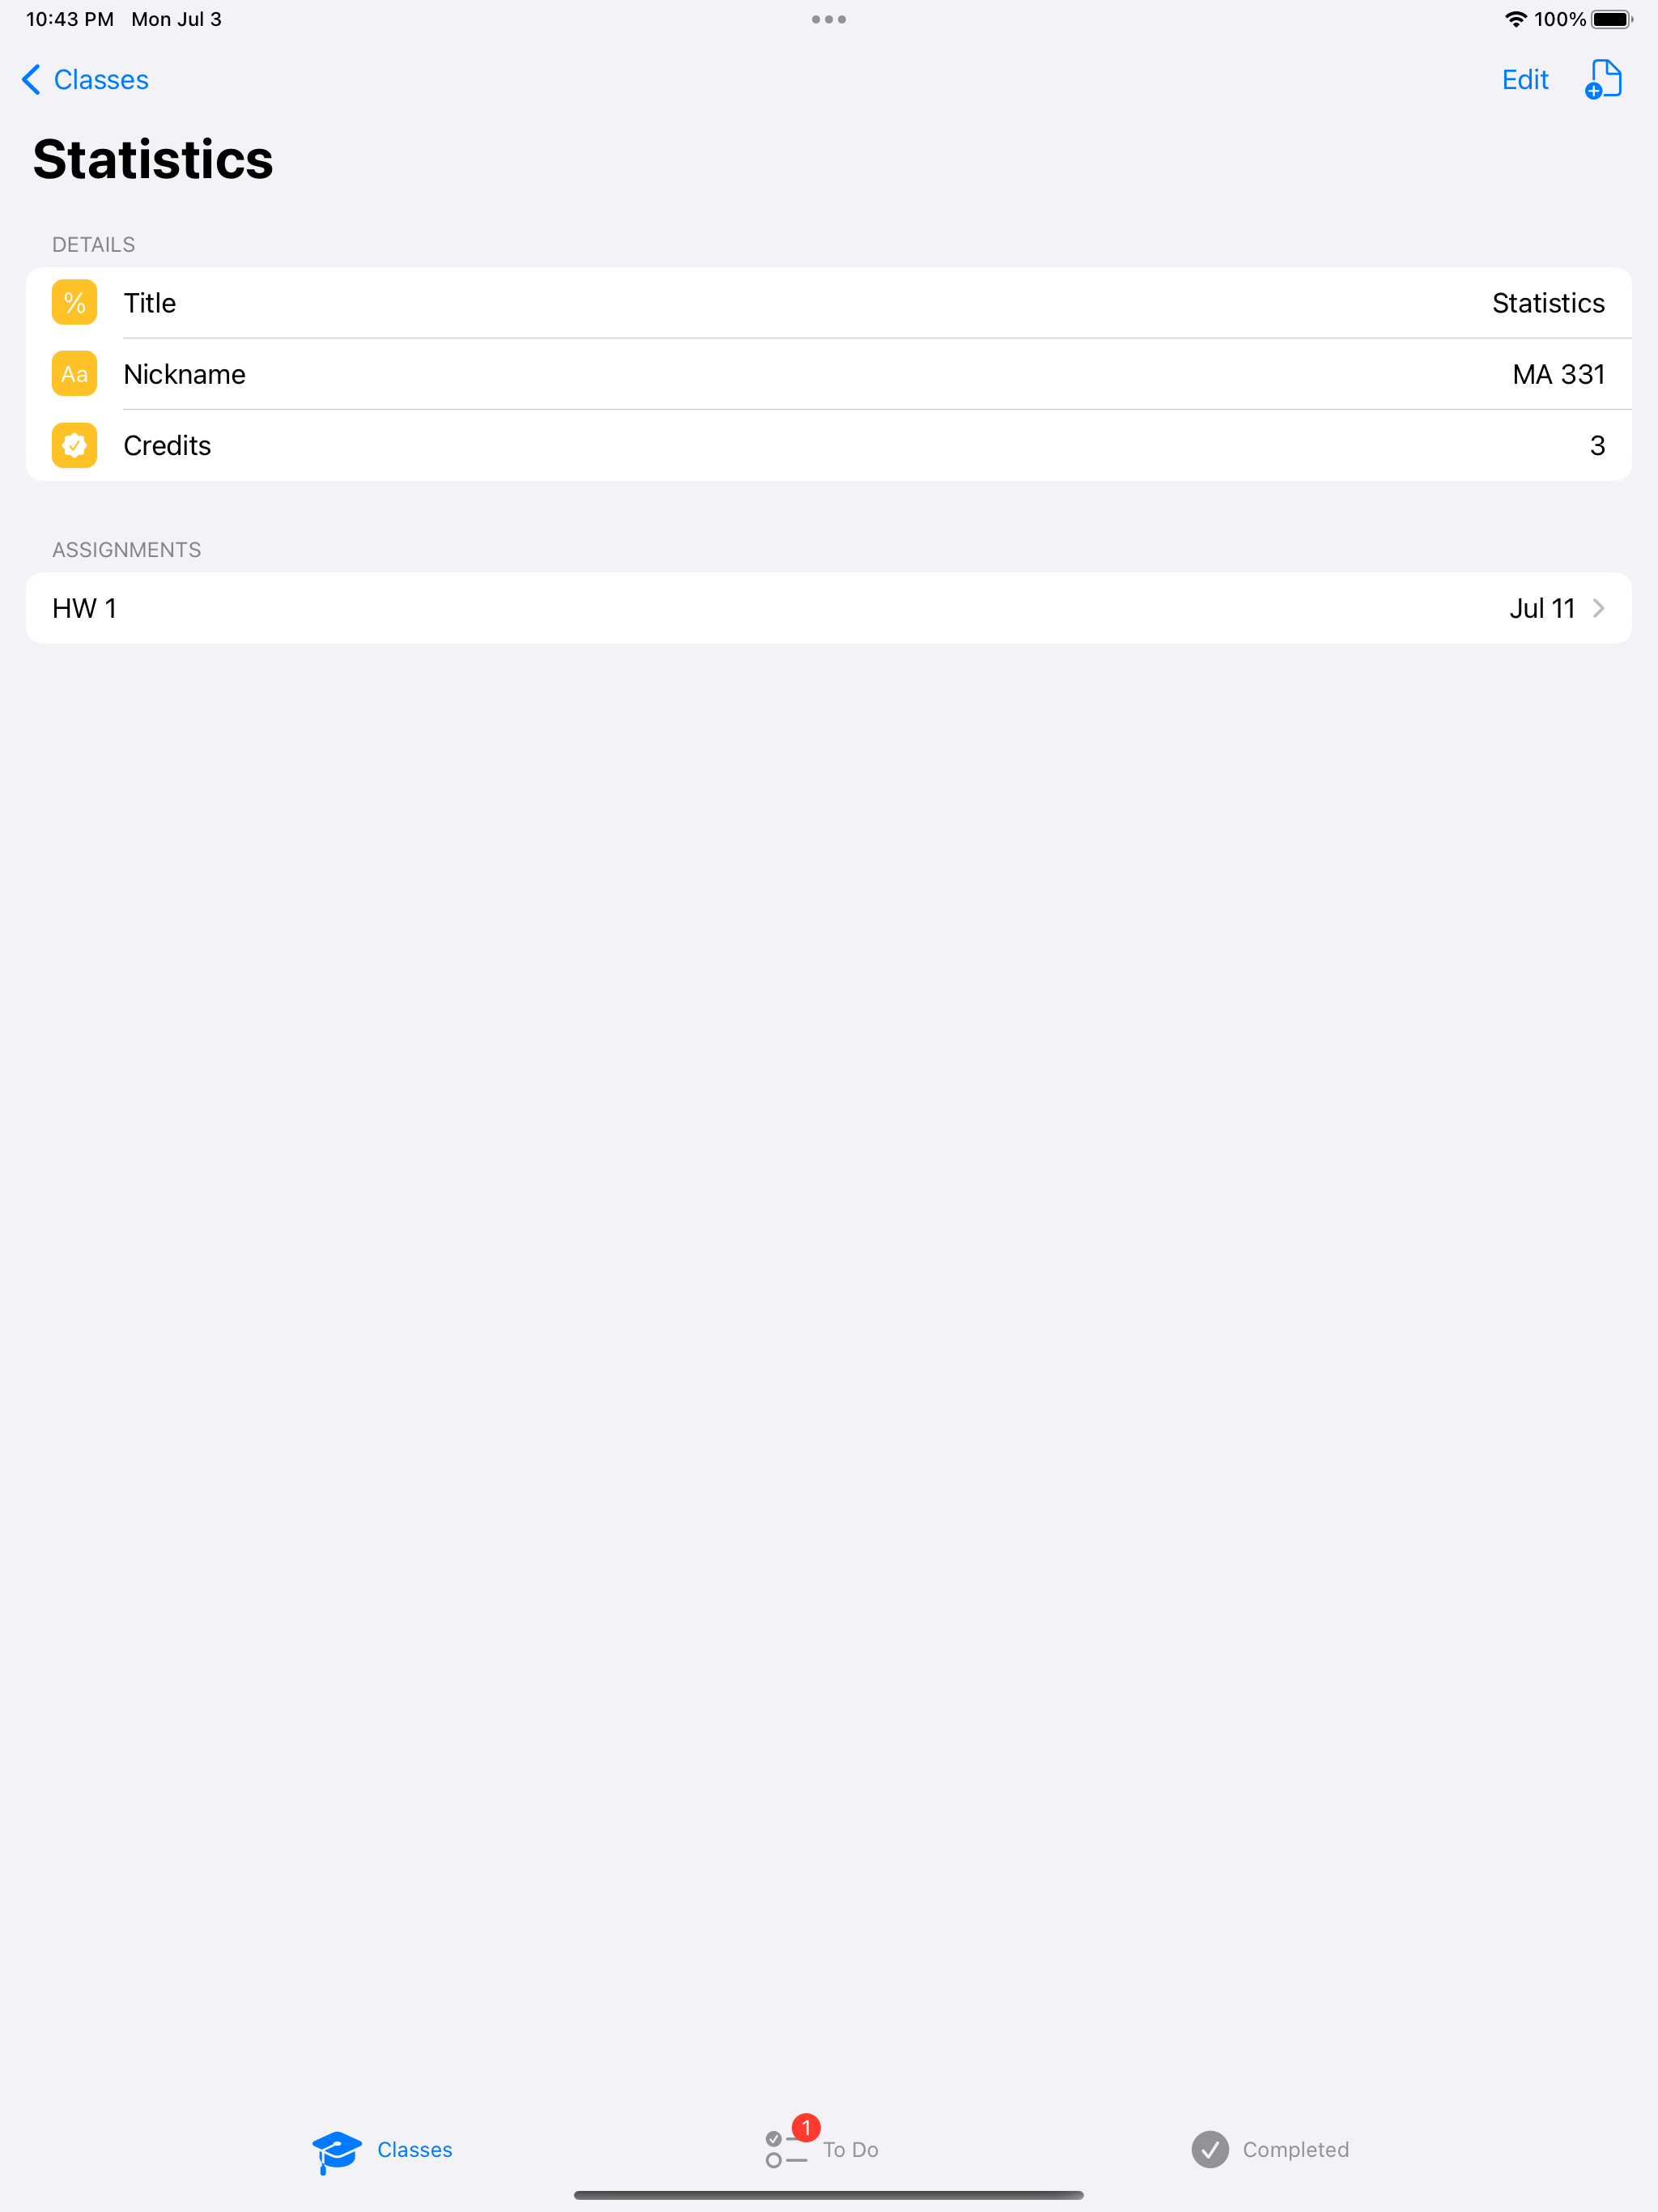 10:43 PM Mon Jul 3 100%
Classes Edit
Statistics
DETAILS
% Title Statistics
Aa Nickname MA 331
Credits 3
ASSIGNMENTS
HW 1 Jul 11
Classes 1 To Do Completed